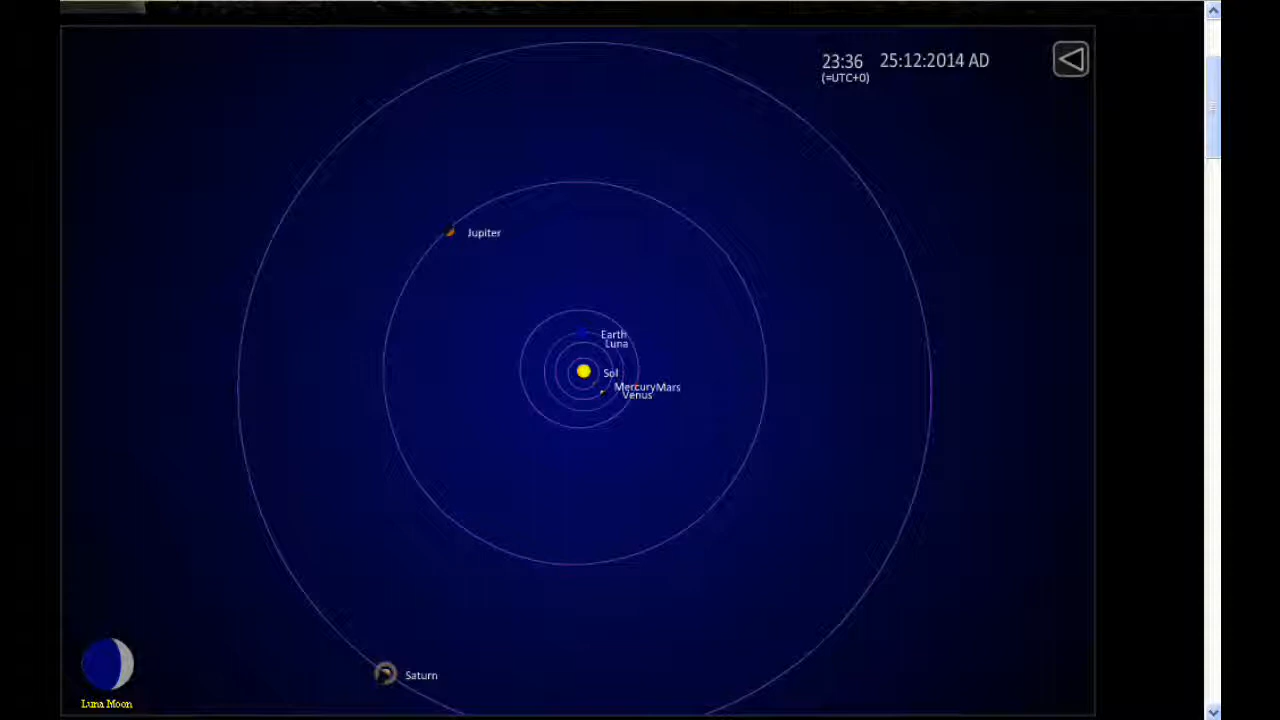 23:36 25:12:2014 AD
(=UTC+0)
Jupiter
Earth
Luna
Sol
MercuryMars
Venus
Saturn
Luna Moon